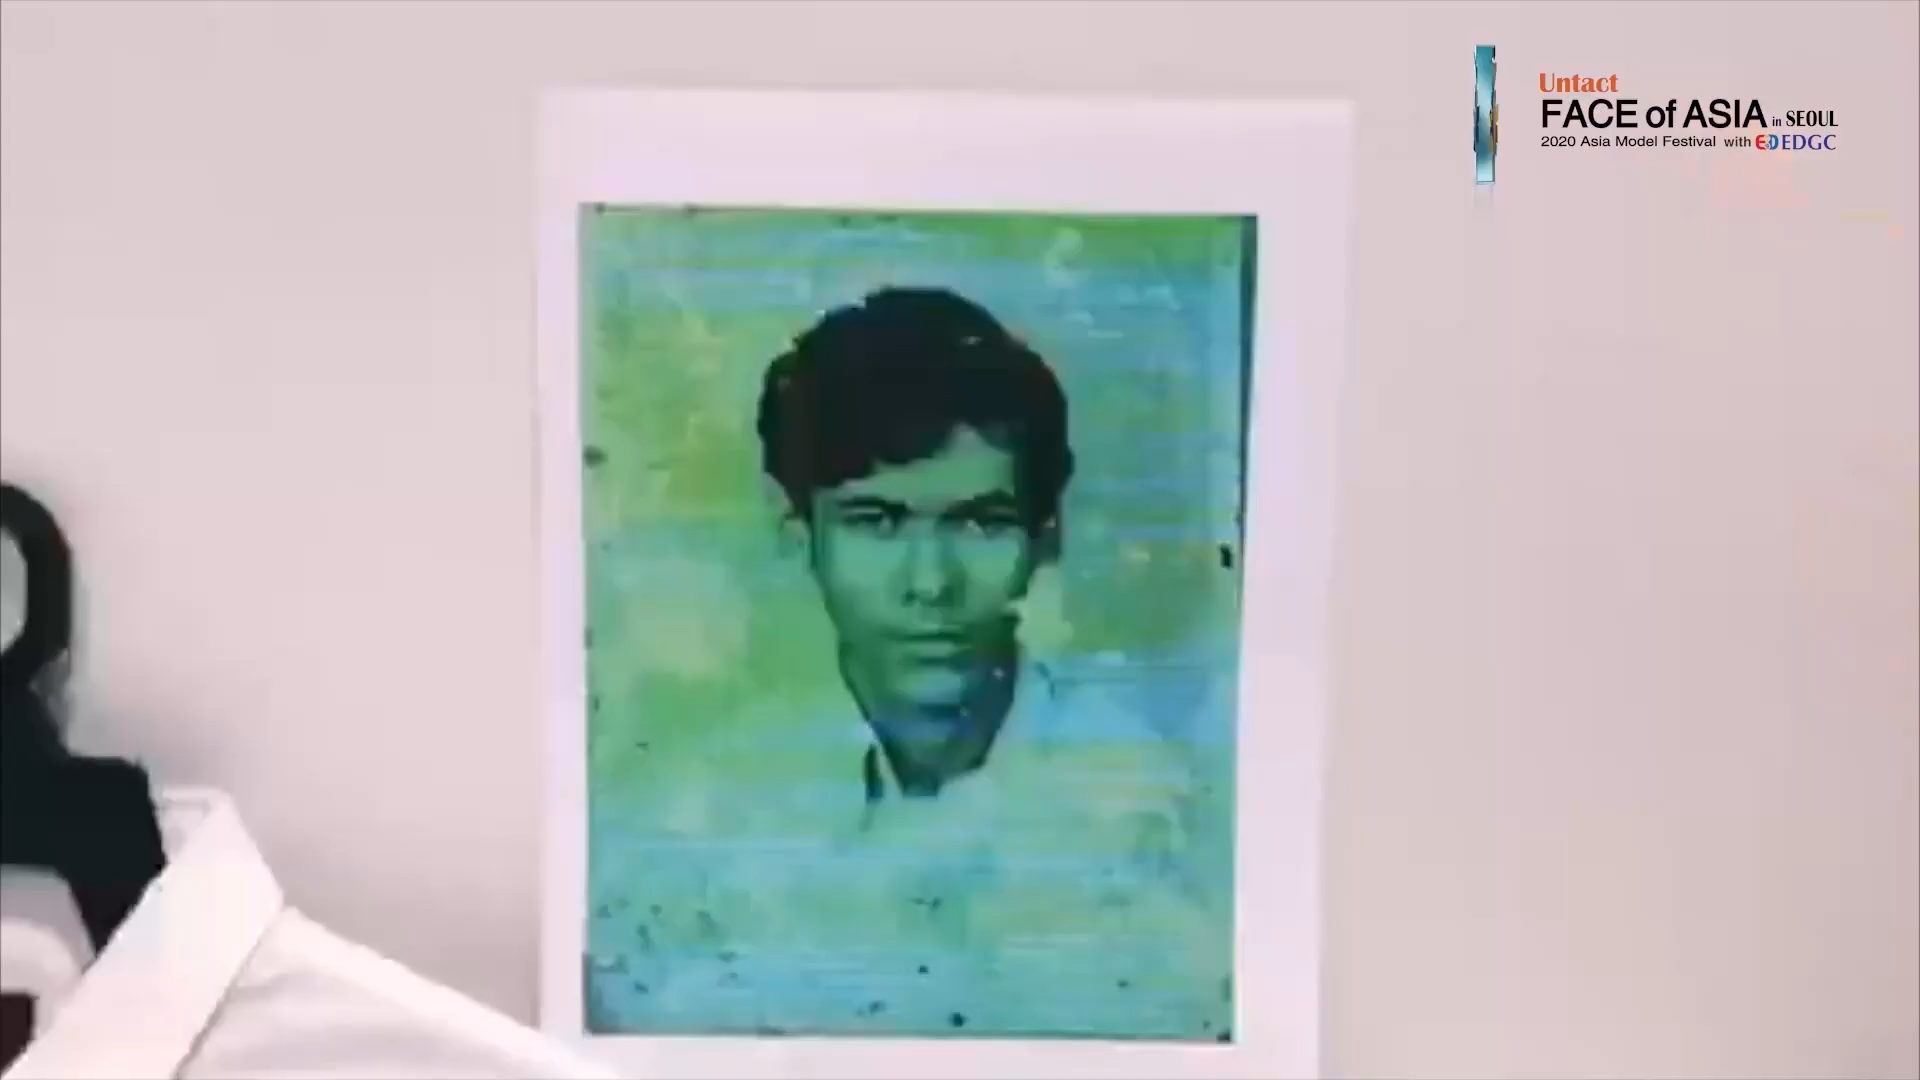 Untact
FACE of ASIA in SEOUL
2020 Asia Model Festival with EDGC